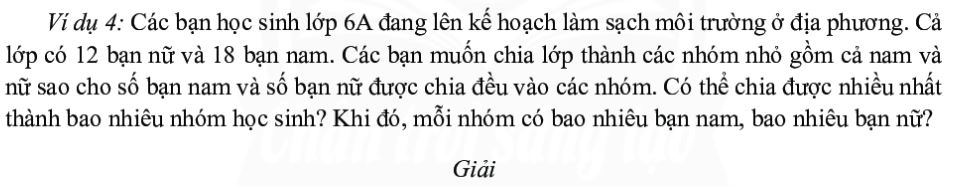 Ví dụ 4: Các bạn học sinh lớp 6A đang lên kế hoạch làm sạch môi trường ở địa phương. Cả
lớp có 12 bạn nữ và 18 bạn nam. Các bạn muốn chia lớp thành các nhóm nhỏ gồm cả nam và
nữ sao cho số bạn nam và số bạn nữ được chia đều vào các nhóm. Có thể chia được nhiều nhất
thành bao nhiêu nhóm học sinh? Khi đó, mỗi nhóm có bao nhiêu bạn nam, bao nhiêu bạn nữ?
Chân trời sáng tạo
Giải